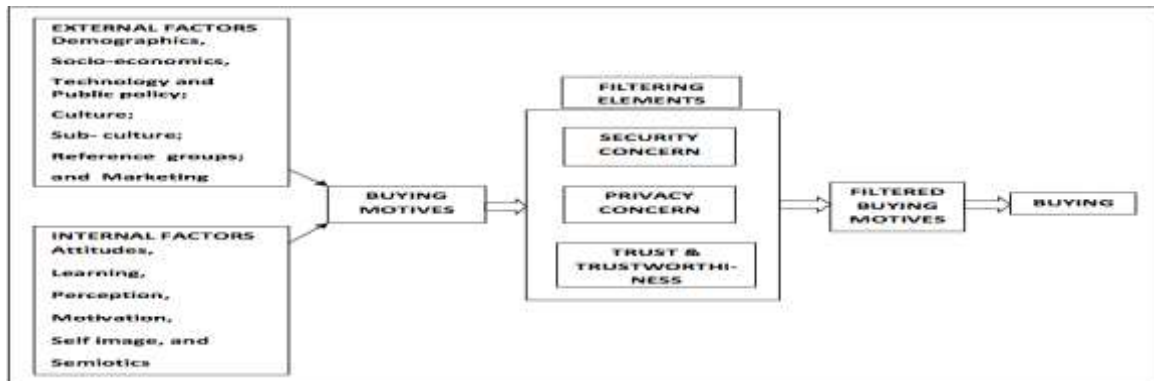 EXTERNAL FACTORS
Demographics,
Socio-economics,
Technology and
Public policy;
Culture;
Sub- culture;
Reference groups;
and Marketing
INTERNAL FACTORS
Attitudes,
Learning,
Perception,
Motivation,
Self image, and
Semiotics
BUYING
MOTIVES
FILTERING
ELEMENTS
SECURITY
CONCERN
PRIVACY
CONCERN
TRUST &
TRUSTWORTHI-
NESS
FILTERED
BUYING
MOTIVES
BUYING